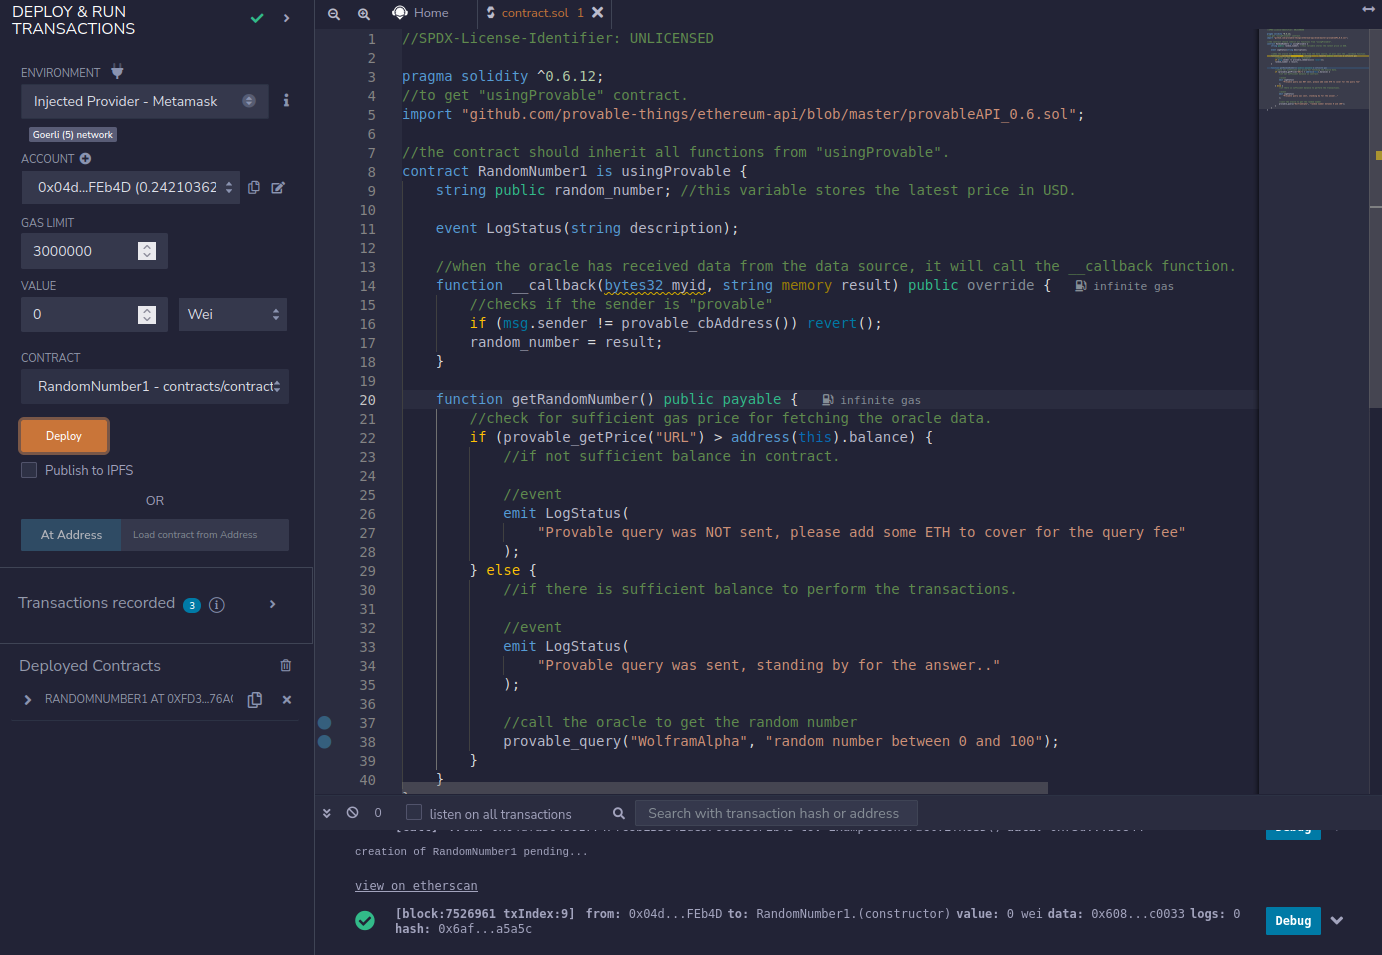 DEPLOY & RUN
TRANSACTIONS
ENVIRONMENT
Injected Provider - Metamask
Goerli (5) network
ACCOUNT
0x04d...FEb4D (0.24210362
GAS LIMIT
3000000
VALUE
0
Wei
CONTRACT
RandomNumber1 - contracts/contract
Deploy
Publish to IPFS
OR
At Address
Load contract from Address
Transactions recorded 3
Deployed Contracts
RANDOMNUMBER1 AT 0XFD3...76A
Home
contract.sol 1
1 //SPDX-License-Identifier: UNLICENSED
2
3 pragma solidity ^0.6.12;
4 //to get "usingProvable" contract.
5 import "github.com/provable-things/ethereum-api/blob/master/provableAPI_0.6.sol";
6
7 //the contract should inherit all functions from "usingProvable".
8 contract RandomNumber1 is usingProvable {
9 string public random_number; //this variable stores the latest price in USD.
10
11 event LogStatus(string description);
12
13 //when the oracle has received data from the data source, it will call the __callback function.
14 function __callback(bytes32 myid, string memory result) public override { infinite gas
15 //checks if the sender is "provable"
16 if (msg.sender != provable_cbAddress()) revert();
17 random_number = result;
18 }
19
20 function getRandomNumber() public payable { infinite gas
21 //check for sufficient gas price for fetching the oracle data.
22 if (provable_getPrice("URL") > address(this).balance) {
23 //if not sufficient balance in contract.
24
25 //event
26 emit LogStatus(
27 "Provable query was NOT sent, please add some ETH to cover for the query fee"
28 );
29 } else {
30 //if there is sufficient balance to perform the transactions.
31
32 //event
33 emit LogStatus(
34 "Provable query was sent, standing by for the answer.."
35 );
36
37 //call the oracle to get the random number
38 provable_query("WolframAlpha", "random number between 0 and 100");
39 }
40 }
0
listen on all transactions
Search with transaction hash or address
Debug
creation of RandomNumber1 pending...
view on etherscan
[block:7526961 txIndex:9] from: 0x04d...FEb4D to: RandomNumber1.(constructor) value: 0 wei data: 0x608...c0033 logs: 0
hash: 0x6af...a5a5c
Debug